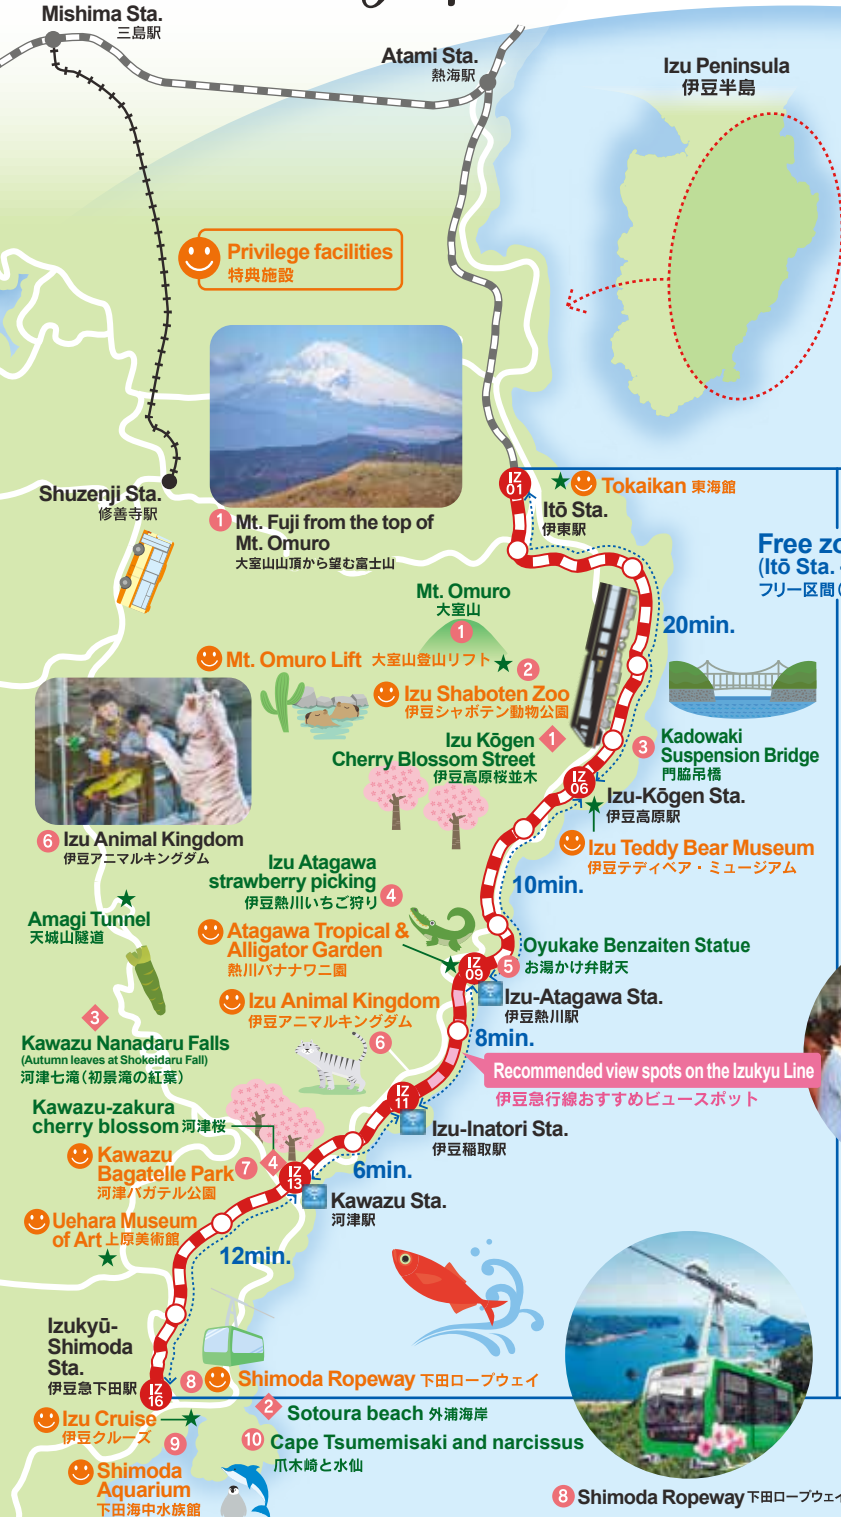 Mishima Sta.
三島駅
Atami Sta.
熱海駅
Izu Peninsula
伊豆半島
Privilege facilities
特典施設
Shuzenji Sta.
修善寺駅
1 Mt. Fuji from the top of
Mt. Omuro
大室山山頂から望む富士山
IZ
01
Tokaikan 東海館
Itō Sta.
伊東駅
Free zo
(Itō Sta.
フリー区間(
20min.
Mt. Omuro
大室山
1
Mt. Omuro Lift 大室山登山リフト
2
Izu Shaboten Zoo
伊豆シャボテン動物公園
Izu Kōgen 1
Cherry Blossom Street
伊豆高原桜並木
3 Kadowaki
Suspension Bridge
門脇吊橋
IZ
06
Izu-Kōgen Sta.
伊豆高原駅
Izu Teddy Bear Museum
伊豆テディベア・ミュージアム
6 Izu Animal Kingdom
伊豆アニマルキングダム
Izu Atagawa
strawberry picking
伊豆熱川いちご狩り
4
10min.
Amagi Tunnel
天城山隧道
Atagawa Tropical &
Alligator Garden
熱川バナナワニ園
Oyukake Benzaiten Statue
5 お湯かけ弁財天
IZ
09
Izu-Atagawa Sta.
伊豆熱川駅
Izu Animal Kingdom
伊豆アニマルキングダム
6
8min.
3
Kawazu Nanadaru Falls
(Autumn leaves at Shokeidaru Fall)
河津七滝(初景滝の紅葉)
Recommended view spots on the Izukyu Line
伊豆急行線おすすめビュースポット
IZ
11
Izu-Inatori Sta.
伊豆稲取駅
Kawazu-zakura
cherry blossom 河津桜
6min.
Kawazu
Bagatelle Park 7 4
河津バガテル公園
IZ
13
Kawazu Sta.
河津駅
Uehara Museum
of Art 上原美術館
12min.
Izukyū-
Shimoda
Sta.
伊豆急下田駅
IZ
16
8 Shimoda Ropeway 下田ロープウェイ
Izu Cruise
伊豆クルーズ
9
2 Sotoura beach 外浦海岸
10 Cape Tsumemisaki and narcissus
爪木崎と水仙
Shimoda
Aquarium
下田海中水族館
8 Shimoda Ropeway 下田ロープウェイ